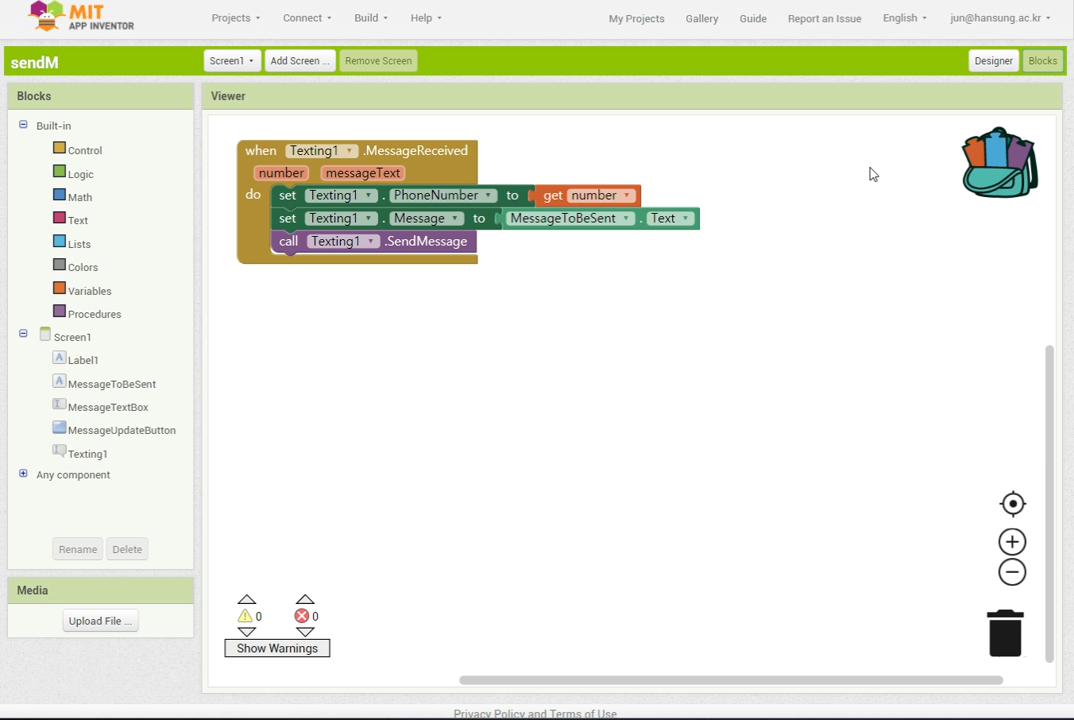 MIT
APP INVENTOR
Projects Connect Build Help My Projects Gallery Guide Report an Issue English jun@hansung.ac.kr
sendM Screen1 Add Screen ... Remove Screen Designer Blocks
Blocks
Built-in
Control
Logic
Math
Text
Lists
Colors
Variables
Procedures
Screen1
Label1
MessageToBeSent
MessageTextBox
MessageUpdateButton
Texting1
Any component
Rename Delete
Media
Upload File ...
Viewer
when Texting1 .MessageReceived
number messageText
do set Texting1 . PhoneNumber to get number
set Texting1 . Message to MessageToBeSent . Text
call Texting1 .SendMessage
0 0
Show Warnings
Privacy Policy and Terms of Use